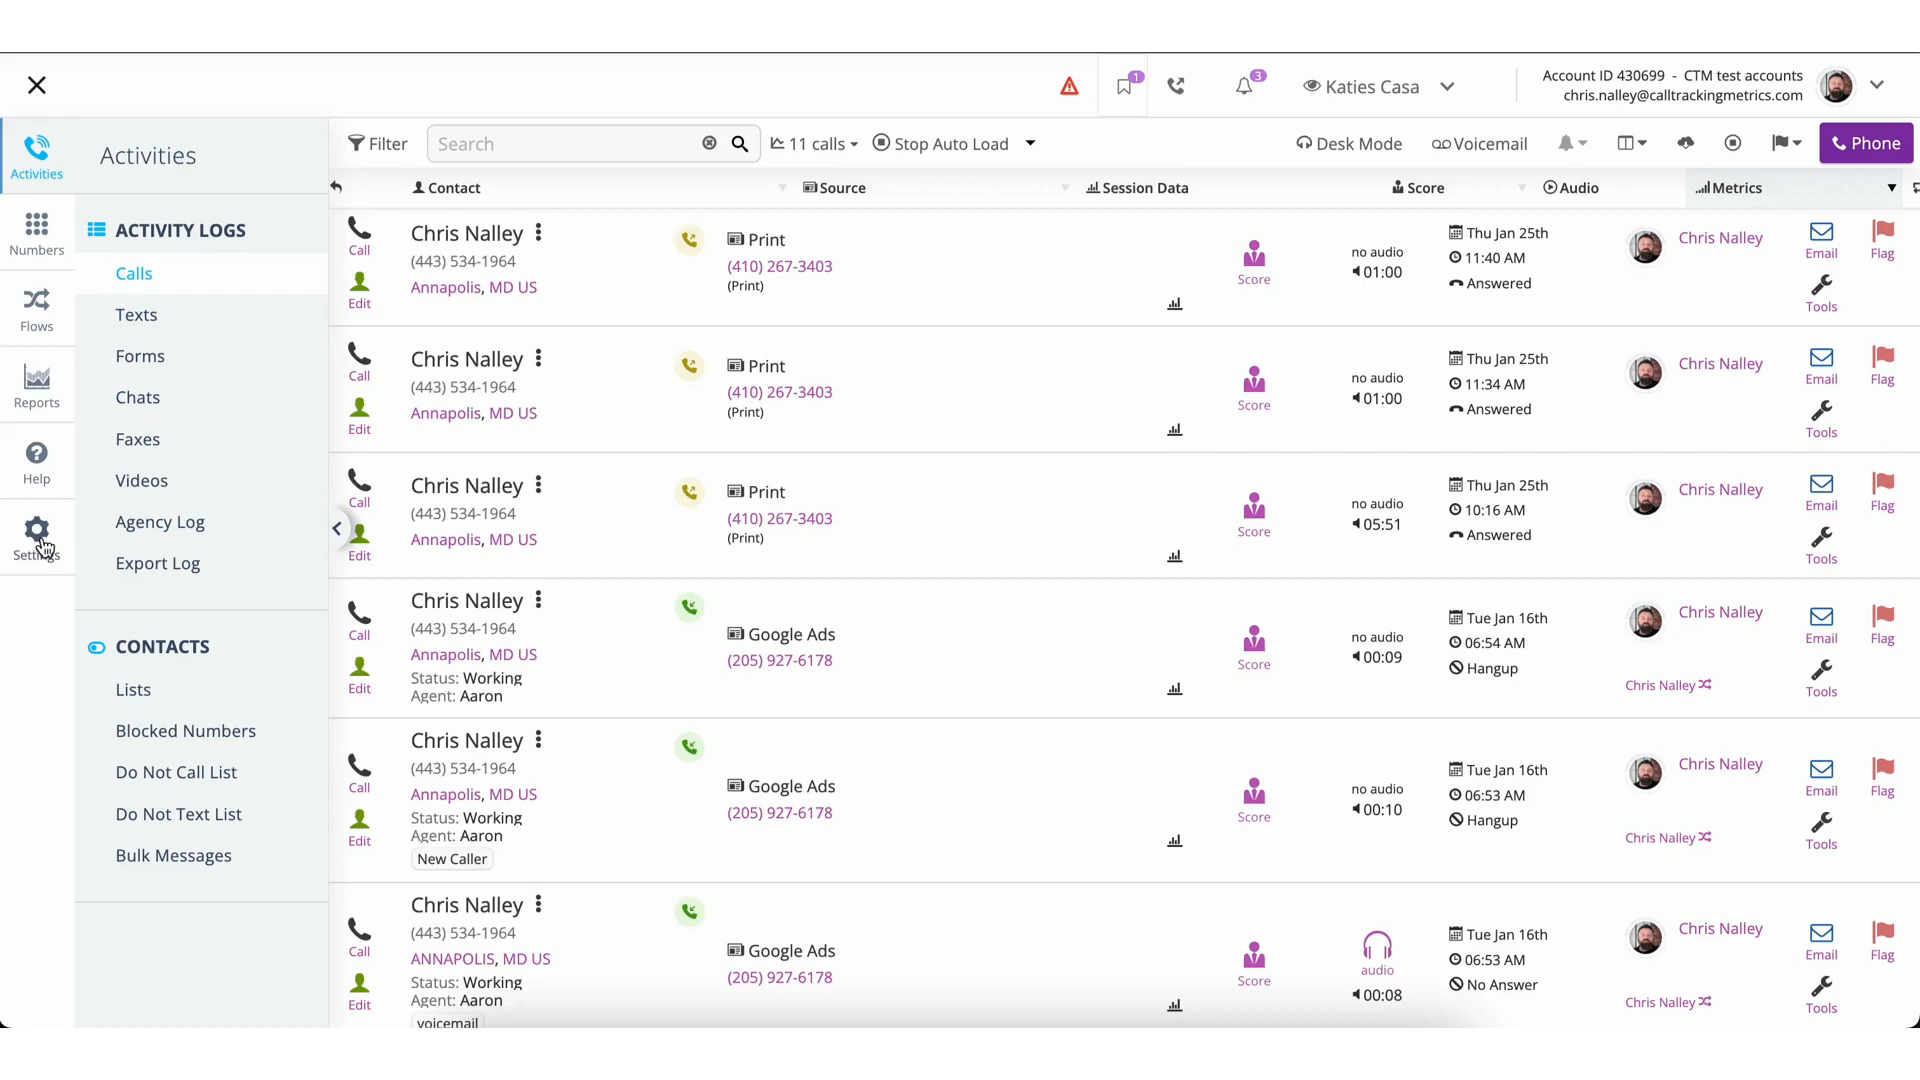 1
3
Katies Casa
Account ID 430699 - CTM test accounts
chris.nalley@calltrackingmetrics.com
Activities
Numbers
Flows
Reports
Help
Settings
Activities
ACTIVITY LOGS
Calls
Texts
Forms
Chats
Faxes
Videos
Agency Log
Export Log
CONTACTS
Lists
Blocked Numbers
Do Not Call List
Do Not Text List
Bulk Messages
Filter
Search
11 calls
Stop Auto Load
Desk Mode
Voicemail
Phone
Contact
Source
Session Data
Score
Audio
Metrics
Call
Edit
Chris Nalley
(443) 534-1964
Annapolis, MD US
Print
(410) 267-3403
(Print)
Score
no audio
01:00
Thu Jan 25th
11:40 AM
Answered
Chris Nalley
Email
Flag
Tools
Call
Edit
Chris Nalley
(443) 534-1964
Annapolis, MD US
Print
(410) 267-3403
(Print)
Score
no audio
01:00
Thu Jan 25th
11:34 AM
Answered
Chris Nalley
Email
Flag
Tools
Call
Edit
Chris Nalley
(443) 534-1964
Annapolis, MD US
Print
(410) 267-3403
(Print)
Score
no audio
05:51
Thu Jan 25th
10:16 AM
Answered
Chris Nalley
Email
Flag
Tools
Call
Edit
Chris Nalley
(443) 534-1964
Annapolis, MD US
Status: Working
Agent: Aaron
Google Ads
(205) 927-6178
Score
no audio
00:09
Tue Jan 16th
06:54 AM
Hangup
Chris Nalley
Chris Nalley
Email
Flag
Tools
Call
Edit
Chris Nalley
(443) 534-1964
Annapolis, MD US
Status: Working
Agent: Aaron
New Caller
Google Ads
(205) 927-6178
Score
no audio
00:10
Tue Jan 16th
06:53 AM
Hangup
Chris Nalley
Chris Nalley
Email
Flag
Tools
Call
Edit
Chris Nalley
(443) 534-1964
ANNAPOLIS, MD US
Status: Working
Agent: Aaron
voicemail
Google Ads
(205) 927-6178
Score
audio
00:08
Tue Jan 16th
06:53 AM
No Answer
Chris Nalley
Chris Nalley
Email
Flag
Tools